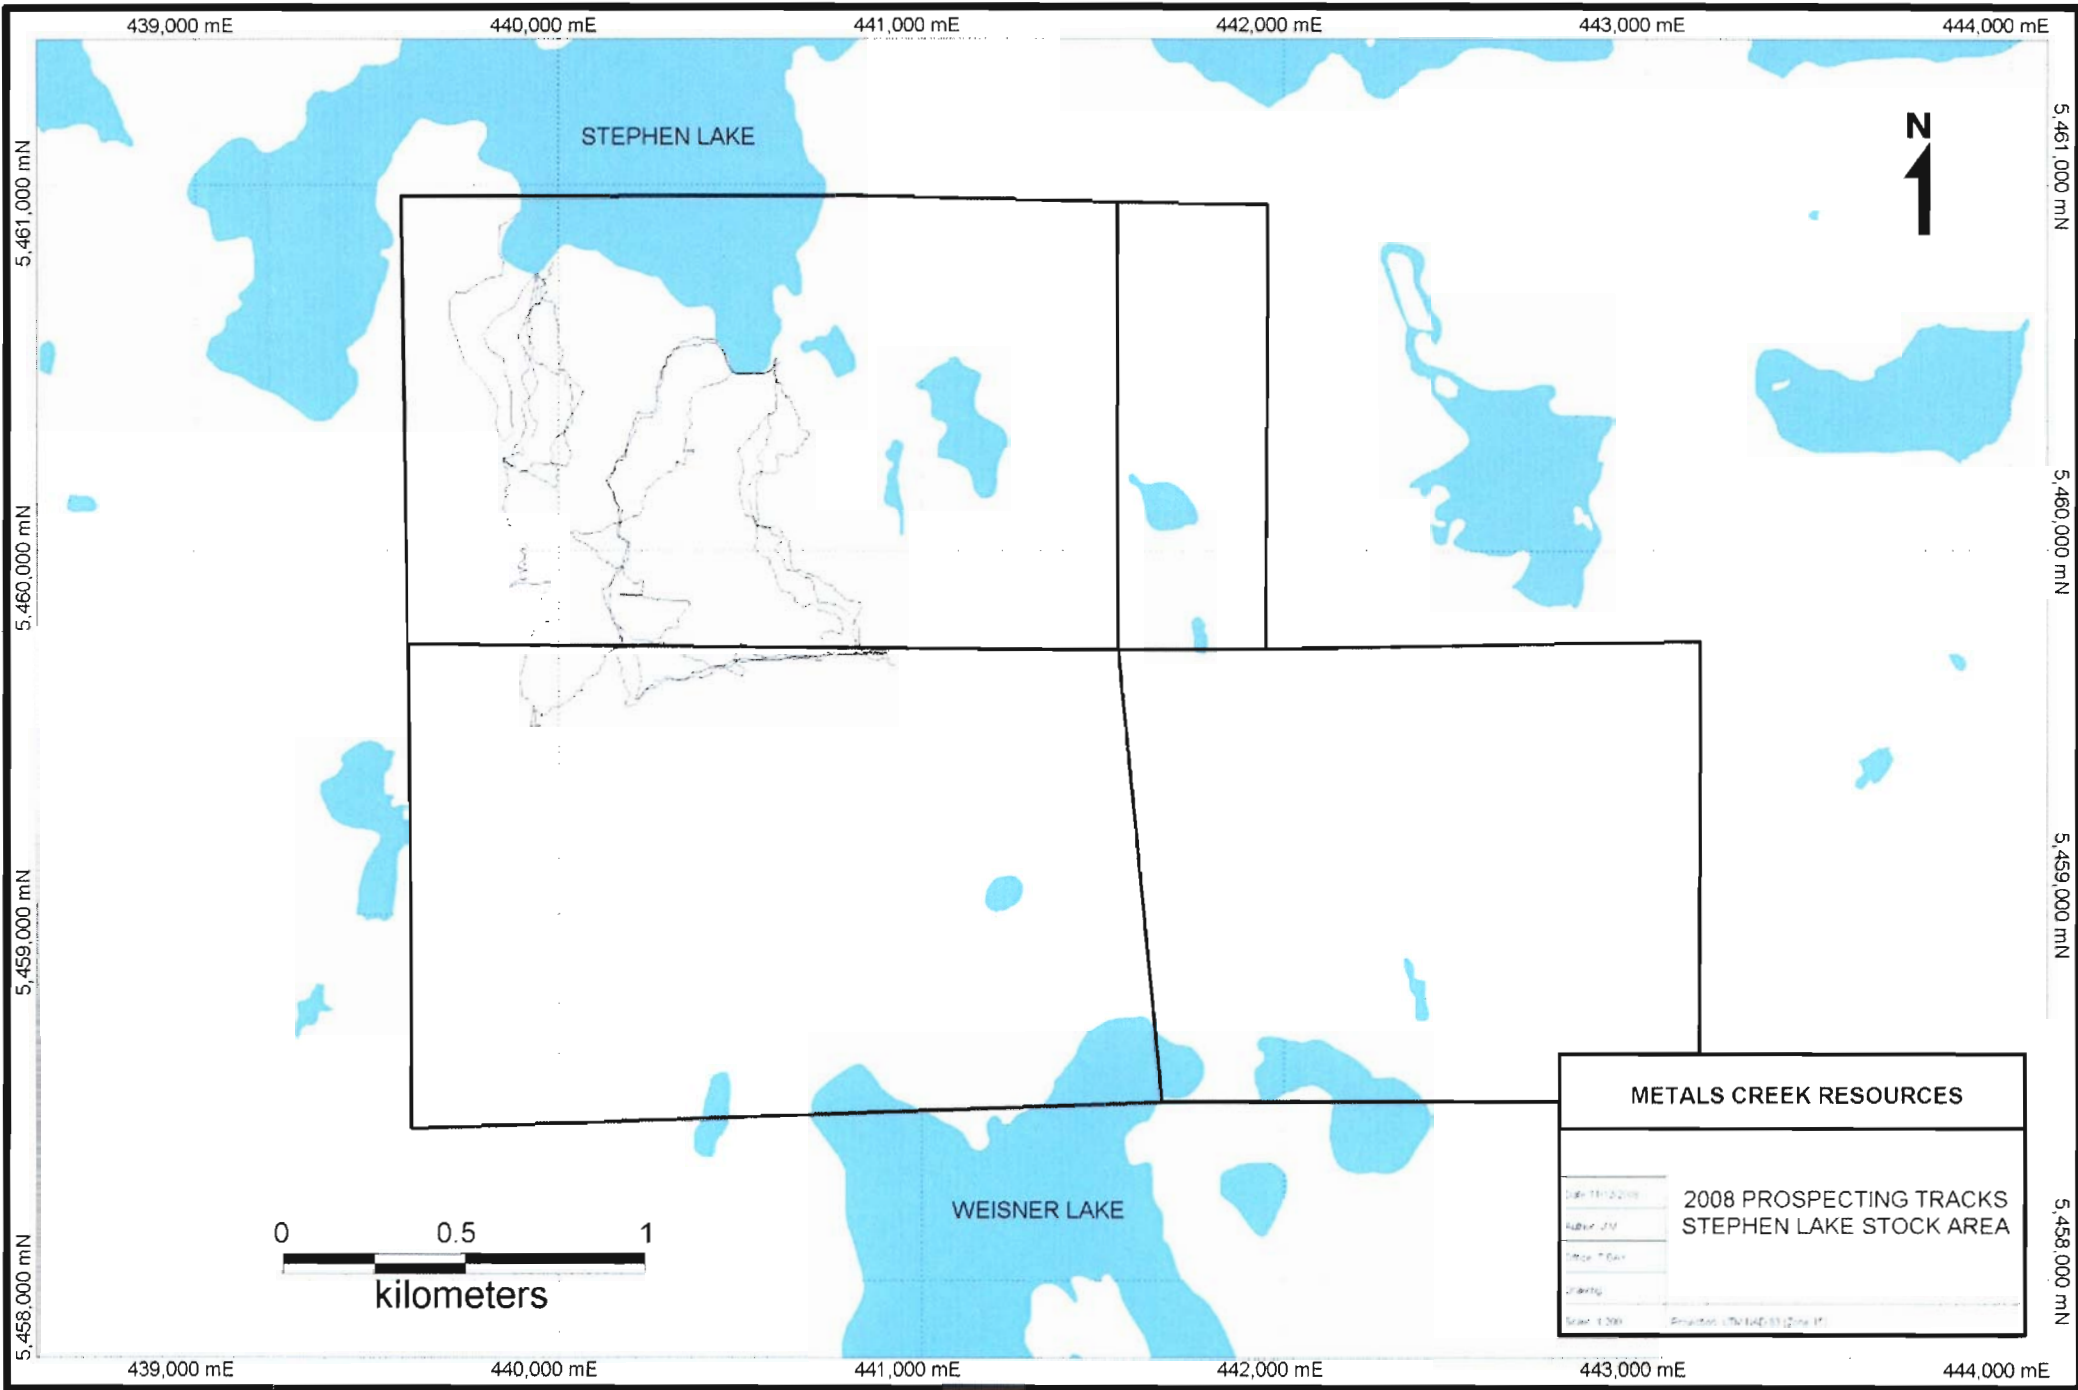 439,000 mE 440,000 mE 441,000 mE 442,000 mE 443,000 mE 444,000 mE
STEPHEN LAKE
N
5,461,000 mN
5,461,000 mN
5,460,000 mN
5,460,000 mN
5,459,000 mN
5,459,000 mN
METALS CREEK RESOURCES
2008 PROSPECTING TRACKS
STEPHEN LAKE STOCK AREA
WEISNER LAKE
0 0.5 1
kilometers
5,458,000 mN
5,458,000 mN
439,000 mE 440,000 mE 441,000 mE 442,000 mE 443,000 mE 444,000 mE